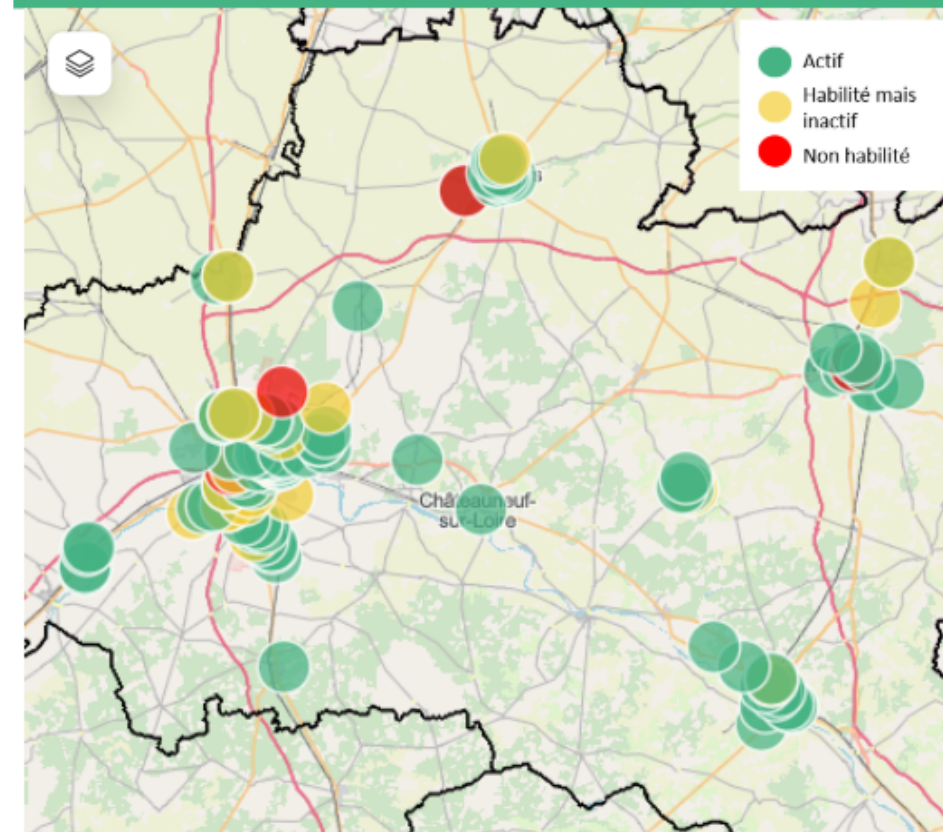 Actif
Habilité mais
inactif
Non habilité
Châteauneuf-
sur-Loire